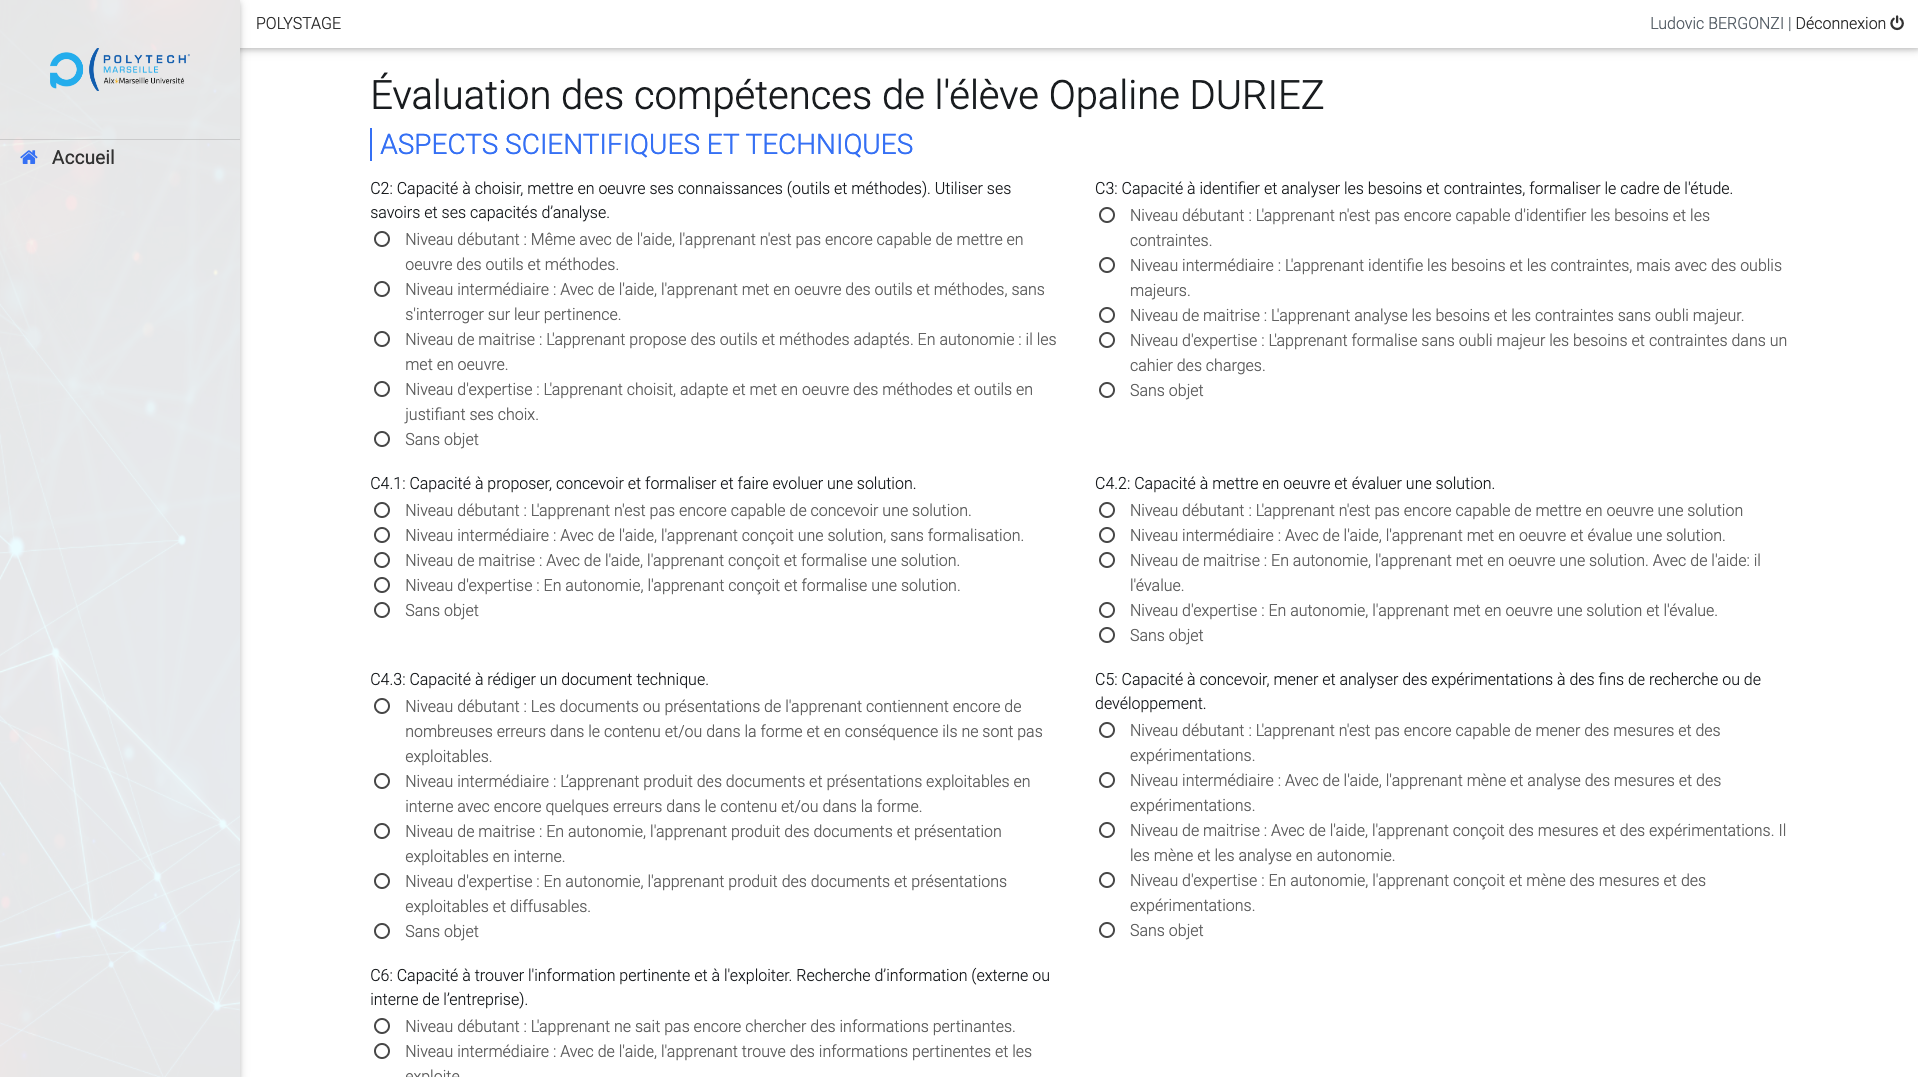 POLYTECH
MARSEILLE
Aix+Marseille Université
Accueil
POLYSTAGE
Ludovic BERGONZI | Déconnexion
Évaluation des compétences de l'élève Opaline DURIEZ
ASPECTS SCIENTIFIQUES ET TECHNIQUES
C2: Capacité à choisir, mettre en oeuvre ses connaissances (outils et méthodes). Utiliser ses
savoirs et ses capacités d’analyse.
Niveau débutant : Même avec de l'aide, l'apprenant n'est pas encore capable de mettre en
oeuvre des outils et méthodes.
Niveau intermédiaire : Avec de l'aide, l'apprenant met en oeuvre des outils et méthodes, sans
s'interroger sur leur pertinence.
Niveau de maitrise : L'apprenant propose des outils et méthodes adaptés. En autonomie : il les
met en oeuvre.
Niveau d'expertise : L'apprenant choisit, adapte et met en oeuvre des méthodes et outils en
justifiant ses choix.
Sans objet
C3: Capacité à identifier et analyser les besoins et contraintes, formaliser le cadre de l'étude.
Niveau débutant : L'apprenant n'est pas encore capable d'identifier les besoins et les
contraintes.
Niveau intermédiaire : L'apprenant identifie les besoins et les contraintes, mais avec des oublis
majeurs.
Niveau de maitrise : L'apprenant analyse les besoins et les contraintes sans oubli majeur.
Niveau d'expertise : L'apprenant formalise sans oubli majeur les besoins et contraintes dans un
cahier des charges.
Sans objet
C4.1: Capacité à proposer, concevoir et formaliser et faire evoluer une solution.
Niveau débutant : L'apprenant n'est pas encore capable de concevoir une solution.
Niveau intermédiaire : Avec de l'aide, l'apprenant conçoit une solution, sans formalisation.
Niveau de maitrise : Avec de l'aide, l'apprenant conçoit et formalise une solution.
Niveau d'expertise : En autonomie, l'apprenant conçoit et formalise une solution.
Sans objet
C4.2: Capacité à mettre en oeuvre et évaluer une solution.
Niveau débutant : L'apprenant n'est pas encore capable de mettre en oeuvre une solution
Niveau intermédiaire : Avec de l'aide, l'apprenant met en oeuvre et évalue une solution.
Niveau de maitrise : En autonomie, l'apprenant met en oeuvre une solution. Avec de l'aide: il
l'évalue.
Niveau d'expertise : En autonomie, l'apprenant met en oeuvre une solution et l'évalue.
Sans objet
C4.3: Capacité à rédiger un document technique.
Niveau débutant : Les documents ou présentations de l'apprenant contiennent encore de
nombreuses erreurs dans le contenu et/ou dans la forme et en conséquence ils ne sont pas
exploitables.
Niveau intermédiaire : L’apprenant produit des documents et présentations exploitables en
interne avec encore quelques erreurs dans le contenu et/ou dans la forme.
Niveau de maitrise : En autonomie, l'apprenant produit des documents et présentation
exploitables en interne.
Niveau d'expertise : En autonomie, l'apprenant produit des documents et présentations
exploitables et diffusables.
Sans objet
C5: Capacité à concevoir, mener et analyser des expérimentations à des fins de recherche ou de
devéloppement.
Niveau débutant : L'apprenant n'est pas encore capable de mener des mesures et des
expérimentations.
Niveau intermédiaire : Avec de l'aide, l'apprenant mène et analyse des mesures et des
expérimentations.
Niveau de maitrise : Avec de l'aide, l'apprenant conçoit des mesures et des expérimentations. Il
les mène et les analyse en autonomie.
Niveau d'expertise : En autonomie, l'apprenant conçoit et mène des mesures et des
expérimentations.
Sans objet
C6: Capacité à trouver l'information pertinente et à l'exploiter. Recherche d’information (externe ou
interne de l’entreprise).
Niveau débutant : L'apprenant ne sait pas encore chercher des informations pertinantes.
Niveau intermédiaire : Avec de l'aide, l'apprenant trouve des informations pertinentes et les
exploite.